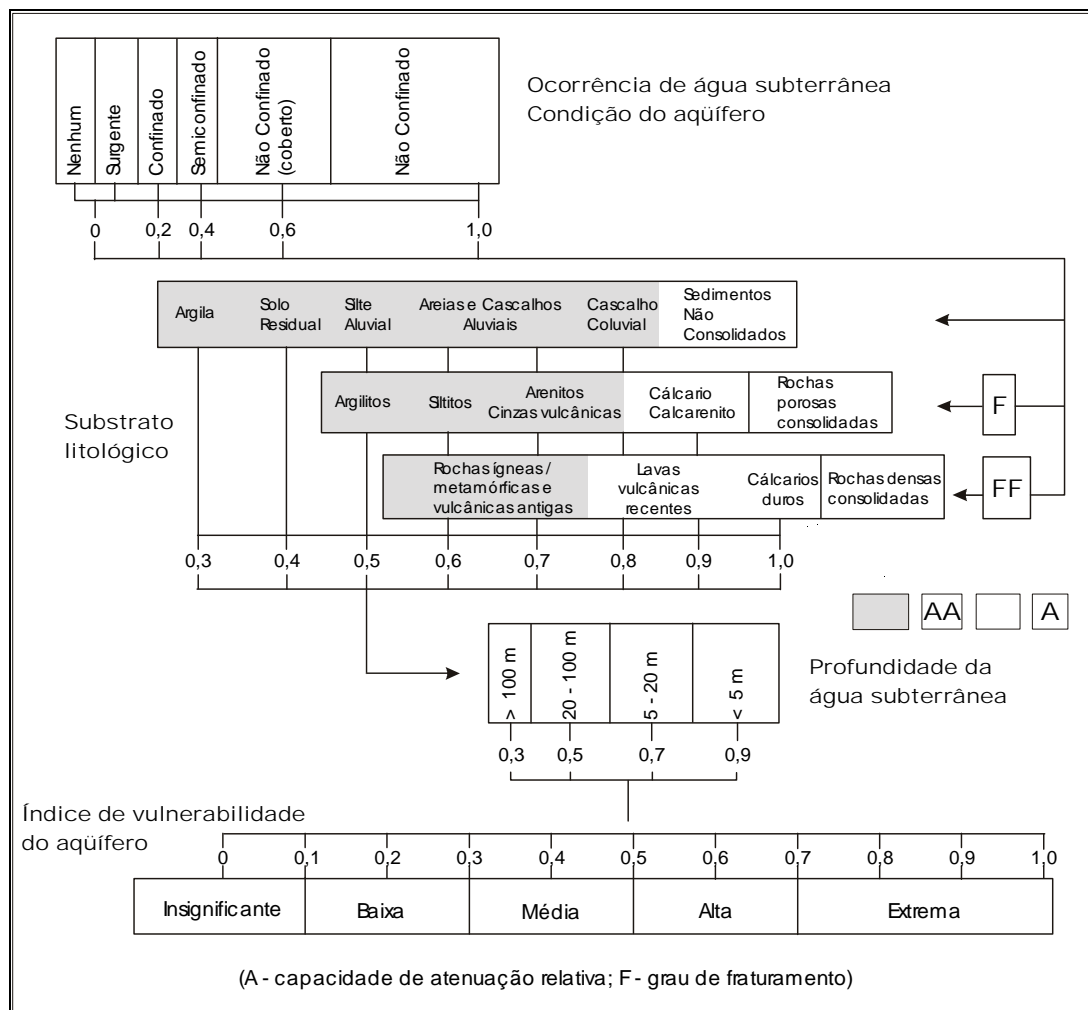 Nenhum
Surgente
Confinado
Semiconfinado
Não Confinado
(coberto)
Não Confinado
Ocorrência de água subterrânea
Condição do aqüífero
0
0,2
0,4
0,6
1,0
Argila
Solo
Residual
Silte
Aluvial
Areias e Cascalhos
Aluviais
Cascalho
Coluvial
Sedimentos
Não
Consolidados
Argilitos
Siltitos
Arenitos
Cinzas vulcânicas
Cálcario
Calcarenito
Rochas
porosas
consolidadas
F
Substrato
litológico
Rochas ígneas /
metamórficas e
vulcânicas antigas
Lavas
vulcânicas
recentes
Cálcarios
duros
Rochas densas
consolidadas
FF
0,3
0,4
0,5
0,6
0,7
0,8
0,9
1,0
AA
A
> 100 m
20 - 100 m
5 - 20 m
< 5 m
Profundidade da
água subterrânea
0,3
0,5
0,7
0,9
Índice de vulnerabilidade
do aqüífero
0
0,1
0,2
0,3
0,4
0,5
0,6
0,7
0,8
0,9
1,0
Insignificante
Baixa
Média
Alta
Extrema
(A - capacidade de atenuação relativa; F - grau de fraturamento)